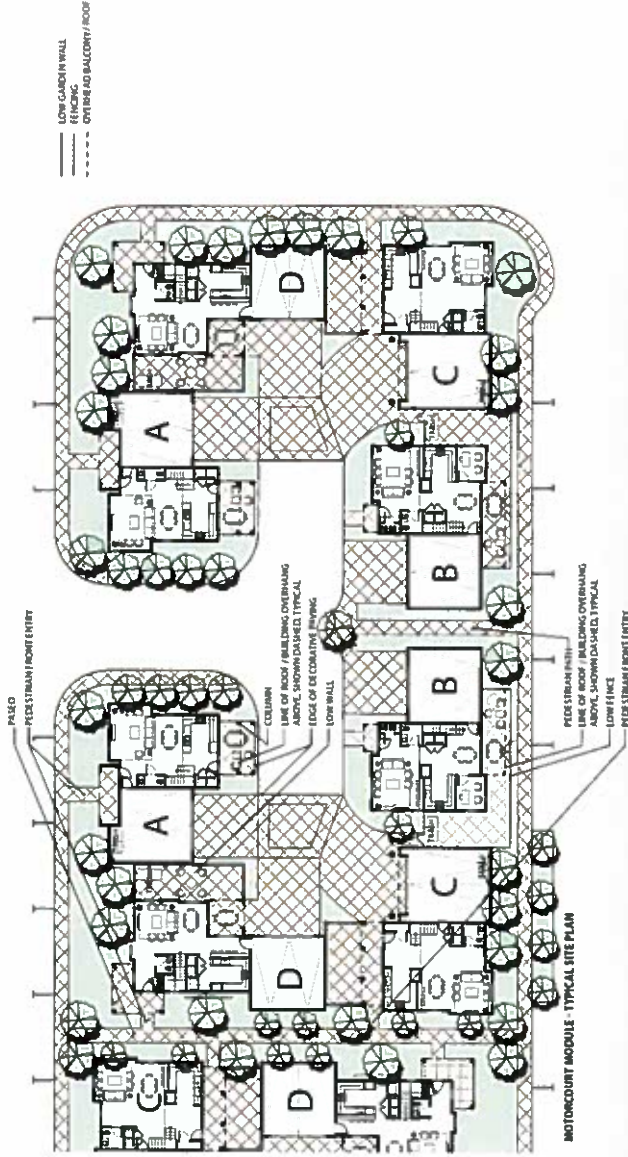 LOW GARDEN WALL
FENCING
OVERHEAD BALCONY / ROOF
PASEO
PEDESTRIAN FRONT ENTRY
COLUMN
LINE OF ROOF / BUILDING OVERHANG
ABOVE, SHOWN DASHED, TYPICAL
EDGE OF DECORATIVE PAVING
LOW WALL
A
A
D
D
D
C
C
C
B
B
PEDESTRIAN PATH
LINE OF ROOF / BUILDING OVERHANG
ABOVE, SHOWN DASHED, TYPICAL
LOW FENCE
PEDESTRIAN FRONT ENTRY
MOTORCOURT MODULE - TYPICAL SITE PLAN